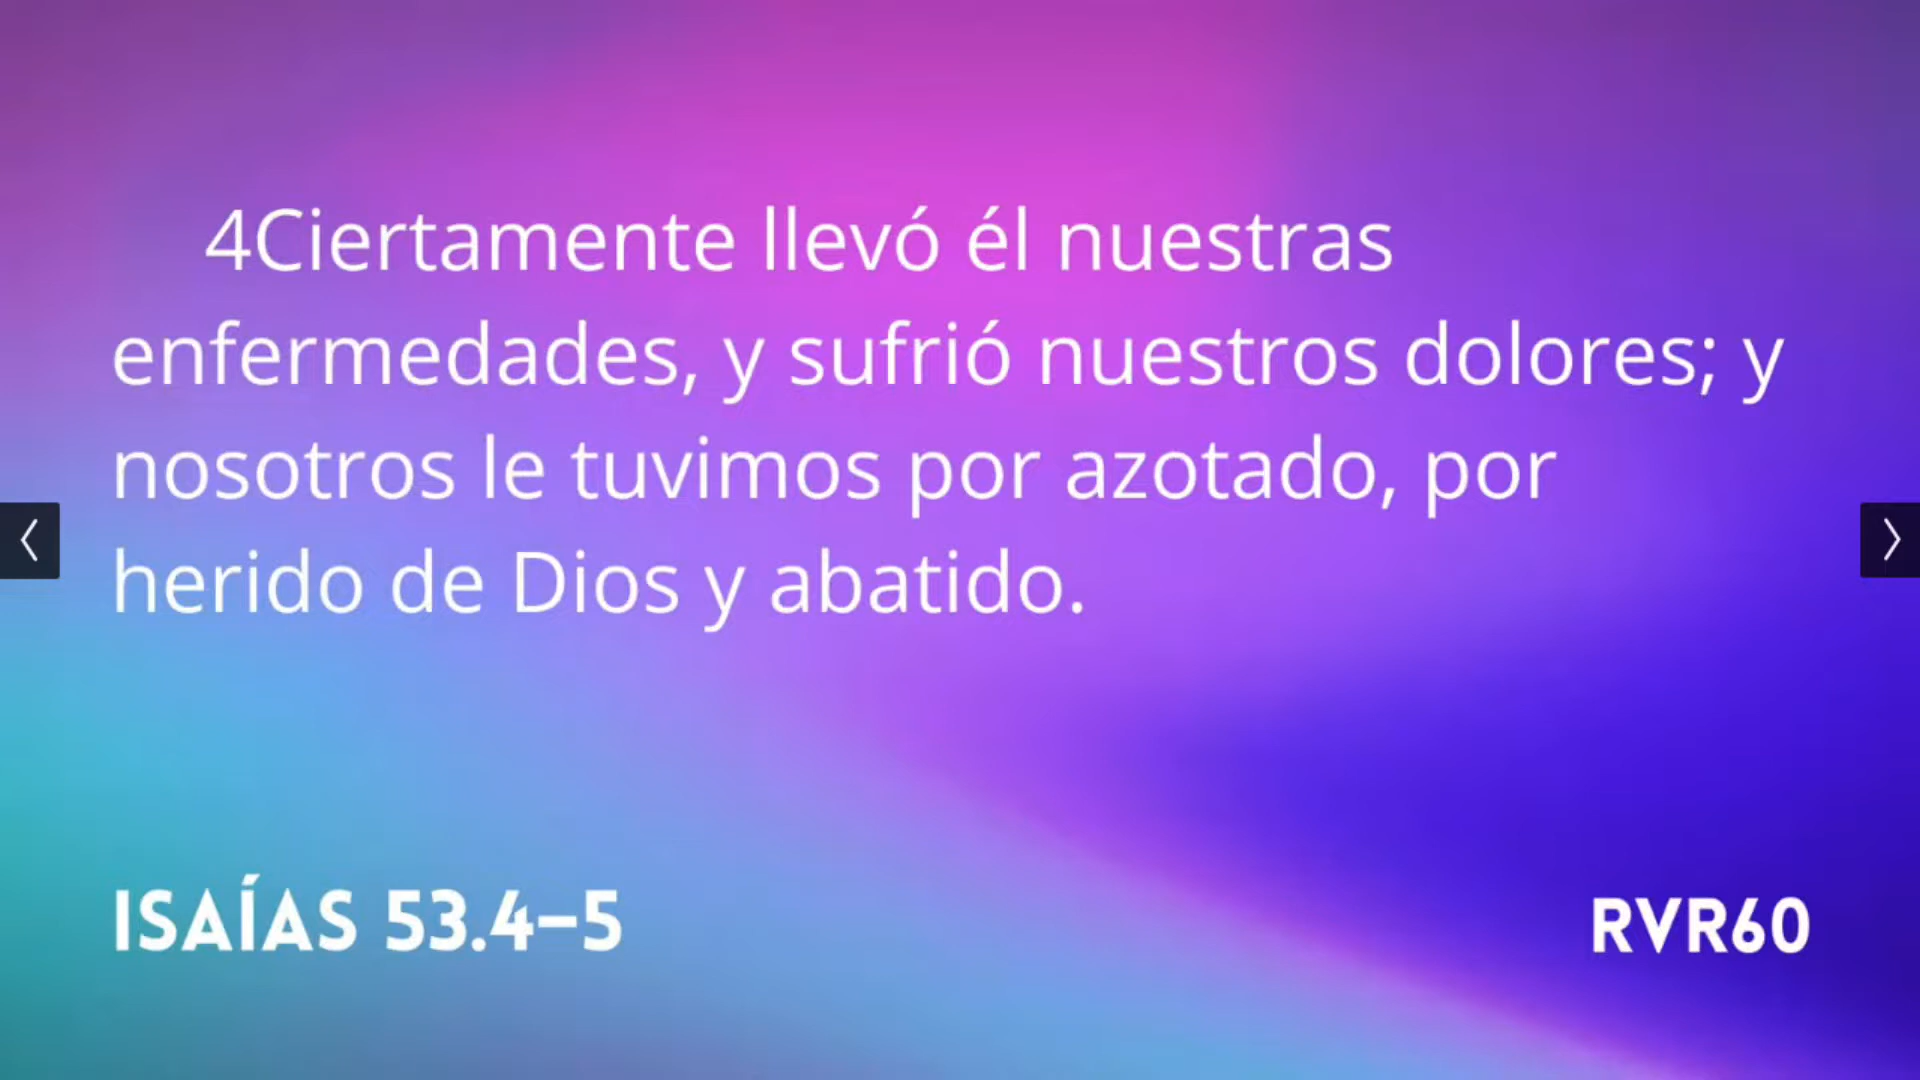 4Ciertamente llevó él nuestras
enfermedades, y sufrió nuestros dolores; y
nosotros le tuvimos por azotado, por
herido de Dios y abatido.
ISAÍAS 53.4–5
RVR60